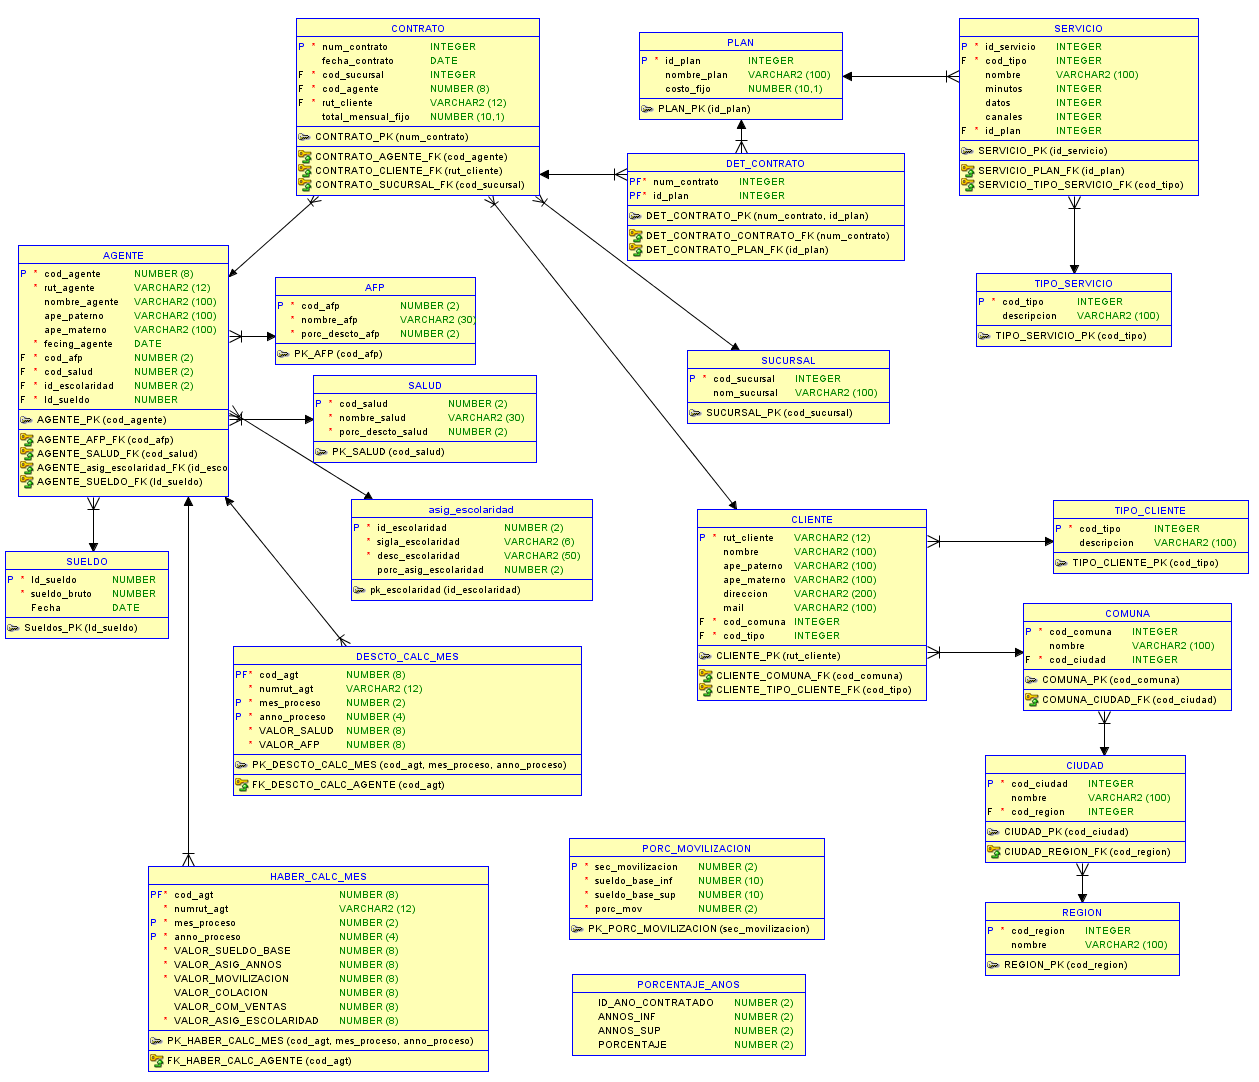 CONTRATO
P * num_contrato INTEGER
fecha_contrato DATE
F * cod_sucursal INTEGER
F * cod_agente NUMBER (8)
F * rut_cliente VARCHAR2 (12)
total_mensual_fijo NUMBER (10,1)
CONTRATO_PK (num_contrato)
CONTRATO_AGENTE_FK (cod_agente)
CONTRATO_CLIENTE_FK (rut_cliente)
CONTRATO_SUCURSAL_FK (cod_sucursal)
PLAN
P * id_plan INTEGER
nombre_plan VARCHAR2 (100)
costo_fijo NUMBER (10,1)
PLAN_PK (id_plan)
SERVICIO
P * id_servicio INTEGER
F * cod_tipo INTEGER
nombre VARCHAR2 (100)
minutos INTEGER
datos INTEGER
canales INTEGER
F * id_plan INTEGER
SERVICIO_PK (id_servicio)
SERVICIO_PLAN_FK (id_plan)
SERVICIO_TIPO_SERVICIO_FK (cod_tipo)
DET_CONTRATO
PF* num_contrato INTEGER
PF* id_plan INTEGER
DET_CONTRATO_PK (num_contrato, id_plan)
DET_CONTRATO_CONTRATO_FK (num_contrato)
DET_CONTRATO_PLAN_FK (id_plan)
AGENTE
P * cod_agente NUMBER (8)
* rut_agente VARCHAR2 (12)
nombre_agente VARCHAR2 (100)
ape_paterno VARCHAR2 (100)
ape_materno VARCHAR2 (100)
* fecing_agente DATE
F * cod_afp NUMBER (2)
F * cod_salud NUMBER (2)
F * id_escolaridad NUMBER (2)
F * Id_sueldo NUMBER
AGENTE_PK (cod_agente)
AGENTE_AFP_FK (cod_afp)
AGENTE_SALUD_FK (cod_salud)
AGENTE_asig_escolaridad_FK (id_esco
AGENTE_SUELDO_FK (Id_sueldo)
AFP
P * cod_afp NUMBER (2)
* nombre_afp VARCHAR2 (30)
* porc_descto_afp NUMBER (2)
PK_AFP (cod_afp)
TIPO_SERVICIO
P * cod_tipo INTEGER
descripcion VARCHAR2 (100)
TIPO_SERVICIO_PK (cod_tipo)
SUCURSAL
P * cod_sucursal INTEGER
nom_sucursal VARCHAR2 (100)
SUCURSAL_PK (cod_sucursal)
SALUD
P * cod_salud NUMBER (2)
* nombre_salud VARCHAR2 (30)
* porc_descto_salud NUMBER (2)
PK_SALUD (cod_salud)
asig_escolaridad
P * id_escolaridad NUMBER (2)
* sigla_escolaridad VARCHAR2 (6)
* desc_escolaridad VARCHAR2 (50)
porc_asig_escolaridad NUMBER (2)
pk_escolaridad (id_escolaridad)
SUELDO
P * Id_sueldo NUMBER
* sueldo_bruto NUMBER
Fecha DATE
Sueldos_PK (Id_sueldo)
CLIENTE
P * rut_cliente VARCHAR2 (12)
nombre VARCHAR2 (100)
ape_paterno VARCHAR2 (100)
ape_materno VARCHAR2 (100)
direccion VARCHAR2 (200)
mail VARCHAR2 (100)
F * cod_comuna INTEGER
F * cod_tipo INTEGER
CLIENTE_PK (rut_cliente)
CLIENTE_COMUNA_FK (cod_comuna)
CLIENTE_TIPO_CLIENTE_FK (cod_tipo)
TIPO_CLIENTE
P * cod_tipo INTEGER
descripcion VARCHAR2 (100)
TIPO_CLIENTE_PK (cod_tipo)
COMUNA
P * cod_comuna INTEGER
nombre VARCHAR2 (100)
F * cod_ciudad INTEGER
COMUNA_PK (cod_comuna)
COMUNA_CIUDAD_FK (cod_ciudad)
DESCTO_CALC_MES
PF* cod_agt NUMBER (8)
* numrut_agt VARCHAR2 (12)
P * mes_proceso NUMBER (2)
P * anno_proceso NUMBER (4)
* VALOR_SALUD NUMBER (8)
* VALOR_AFP NUMBER (8)
PK_DESCTO_CALC_MES (cod_agt, mes_proceso, anno_proceso)
FK_DESCTO_CALC_AGENTE (cod_agt)
CIUDAD
P * cod_ciudad INTEGER
nombre VARCHAR2 (100)
F * cod_region INTEGER
CIUDAD_PK (cod_ciudad)
CIUDAD_REGION_FK (cod_region)
HABER_CALC_MES
PF* cod_agt NUMBER (8)
* numrut_agt VARCHAR2 (12)
P * mes_proceso NUMBER (2)
P * anno_proceso NUMBER (4)
* VALOR_SUELDO_BASE NUMBER (8)
* VALOR_ASIG_ANNOS NUMBER (8)
* VALOR_MOVILIZACION NUMBER (8)
VALOR_COLACION NUMBER (8)
VALOR_COM_VENTAS NUMBER (8)
* VALOR_ASIG_ESCOLARIDAD NUMBER (8)
PK_HABER_CALC_MES (cod_agt, mes_proceso, anno_proceso)
FK_HABER_CALC_AGENTE (cod_agt)
PORC_MOVILIZACION
P * sec_movilizacion NUMBER (2)
* sueldo_base_inf NUMBER (10)
* sueldo_base_sup NUMBER (10)
* porc_mov NUMBER (2)
PK_PORC_MOVILIZACION (sec_movilizacion)
REGION
P * cod_region INTEGER
nombre VARCHAR2 (100)
REGION_PK (cod_region)
PORCENTAJE_ANOS
ID_ANO_CONTRATADO NUMBER (2)
ANNOS_INF NUMBER (2)
ANNOS_SUP NUMBER (2)
PORCENTAJE NUMBER (2)